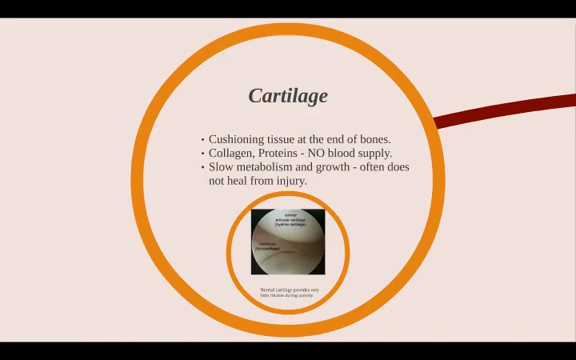 Cartilage
• Cushioning tissue at the end of bones.
• Collagen, Proteins - NO blood supply.
• Slow metabolism and growth - often does
not heal from injury.
normal
articular cartilage
(hyaline cartilage)
Normal cartilage provides very
little friction during activity.